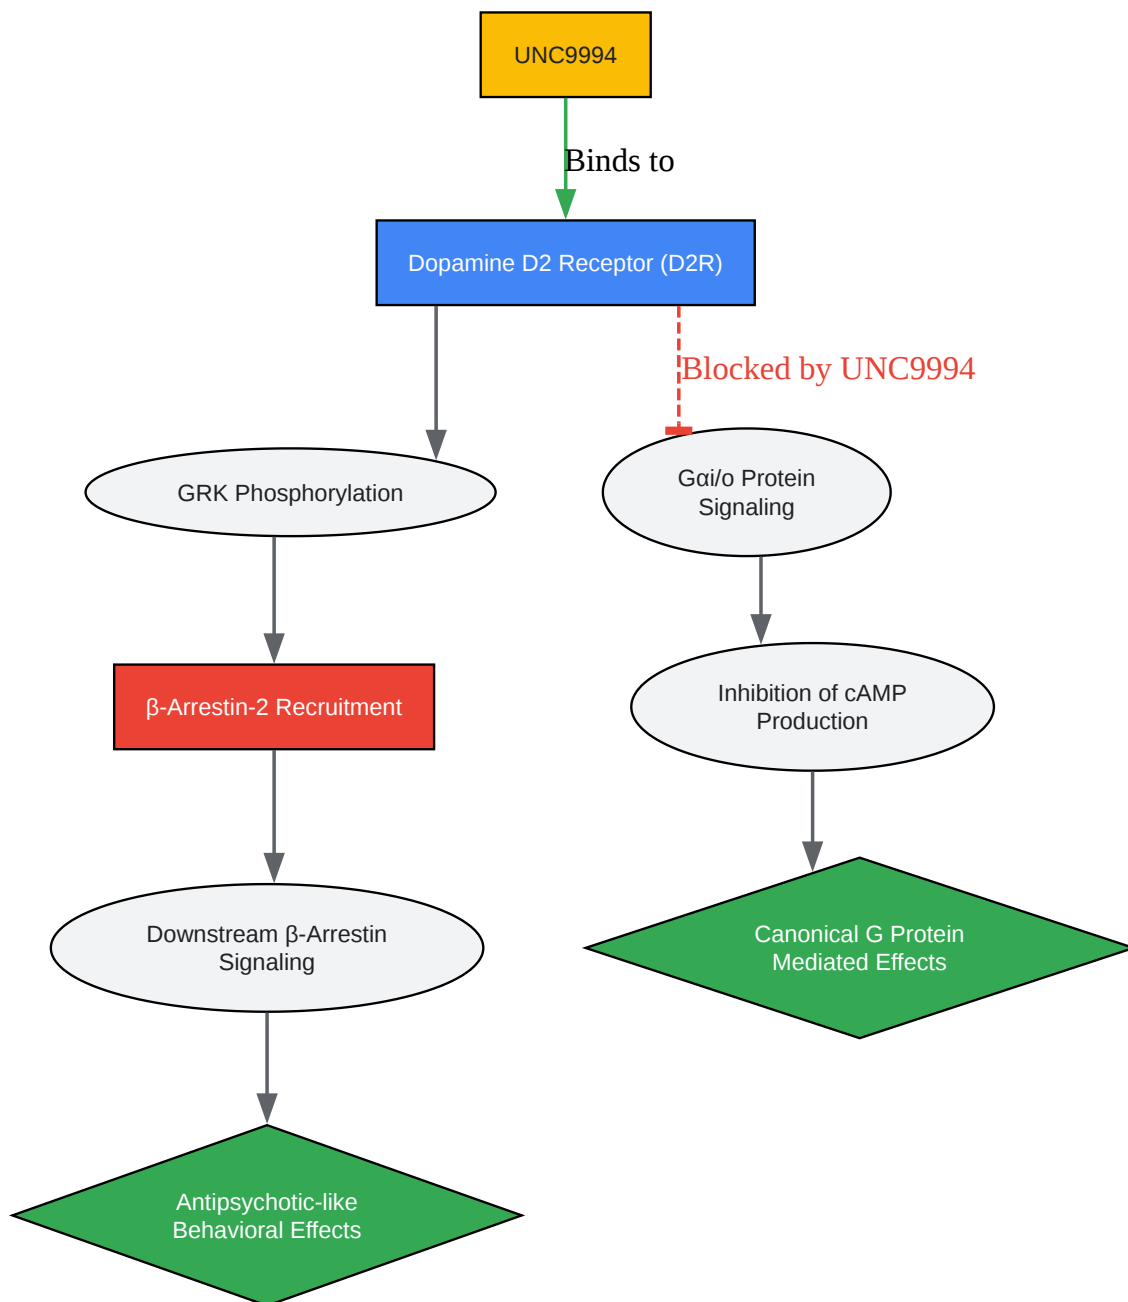 UNC9994
Binds to
Dopamine D2 Receptor (D2R)
Blocked by UNC9994
GRK Phosphorylation
Gαi/o Protein
Signaling
β-Arrestin-2 Recruitment
Inhibition of cAMP
Production
Downstream β-Arrestin
Signaling
Canonical G Protein
Mediated Effects
Antipsychotic-like
Behavioral Effects